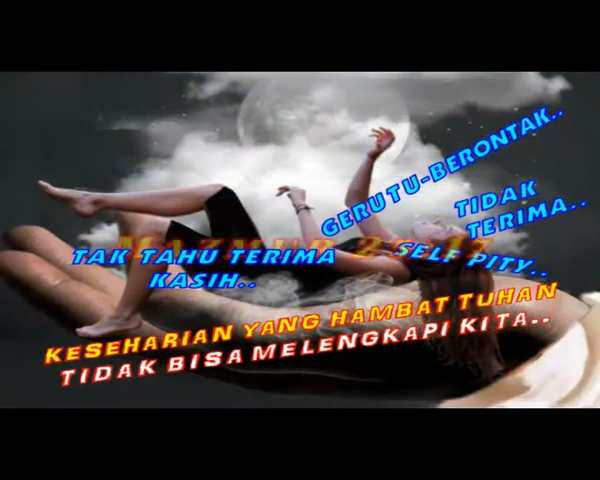 GERUTU-BERONTAK..
TIDAK
TERIMA..
TAK TAHU TERIMA
KASIH..
SELF PITY..
KESEHARIAN YANG HAMBAT TUHAN
TIDAK BISA MELENGKAPI KITA..